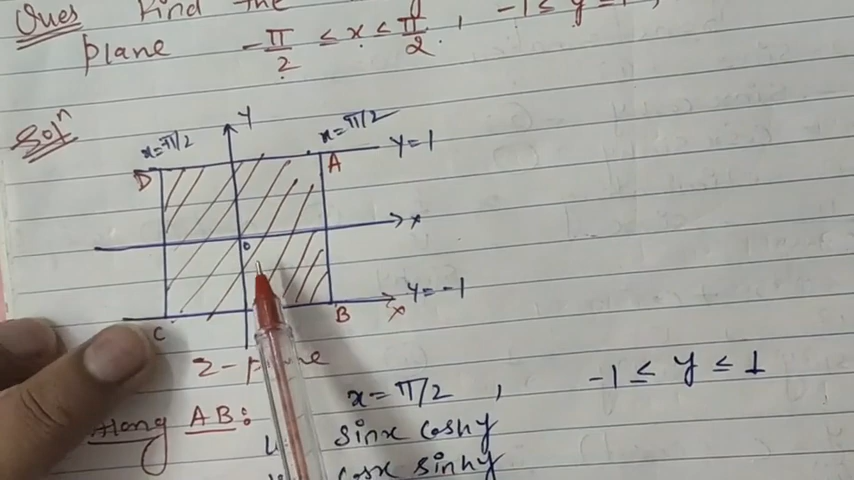 Ques Find the
plane -π/2 ≤ x ≤ π/2, -1 ≤ y ≤ 1,
Solⁿ
Y
x=π/2
x=π/2
Y=1
D
A
x
o
Y=-1
C
B
x
z-plane
x = π/2 , -1 ≤ y ≤ 1
Along AB:
sinx coshy
cosx sinhy